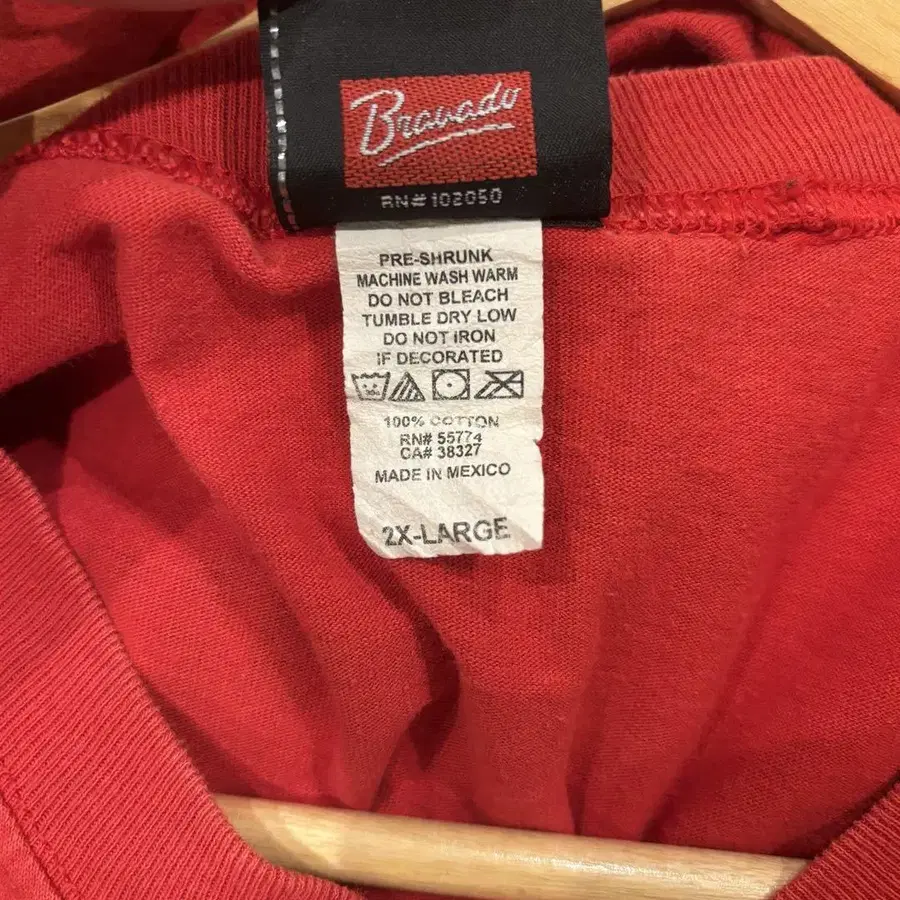 Bravado
RN#102050
PRE-SHRUNK
MACHINE WASH WARM
DO NOT BLEACH
TUMBLE DRY LOW
DO NOT IRON
IF DECORATED
100% COTTON
RN# 55774
CA# 38327
MADE IN MEXICO
2X-LARGE